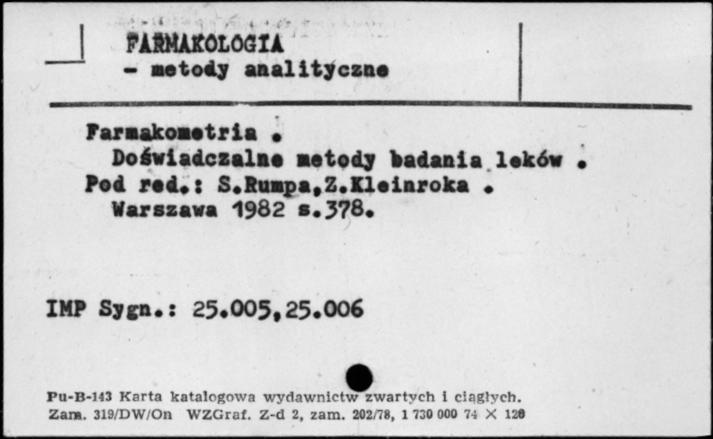 FARMAKOLOGIA
- metody analityczne
Farmakometria .
Doświadczalne metody badania leków .
Pod red.: S.Rumpa,Z.Kleinroka .
Warszawa 1982 s.378.
IMP Sygn.: 25.005,25.006
Pu-B-143 Karta katalogowa wydawnictw zwartych i ciągłych.
Zam. 319/DW/On WZGraf. Z-d 2, zam. 202/78, 1 730 000 74 × 120